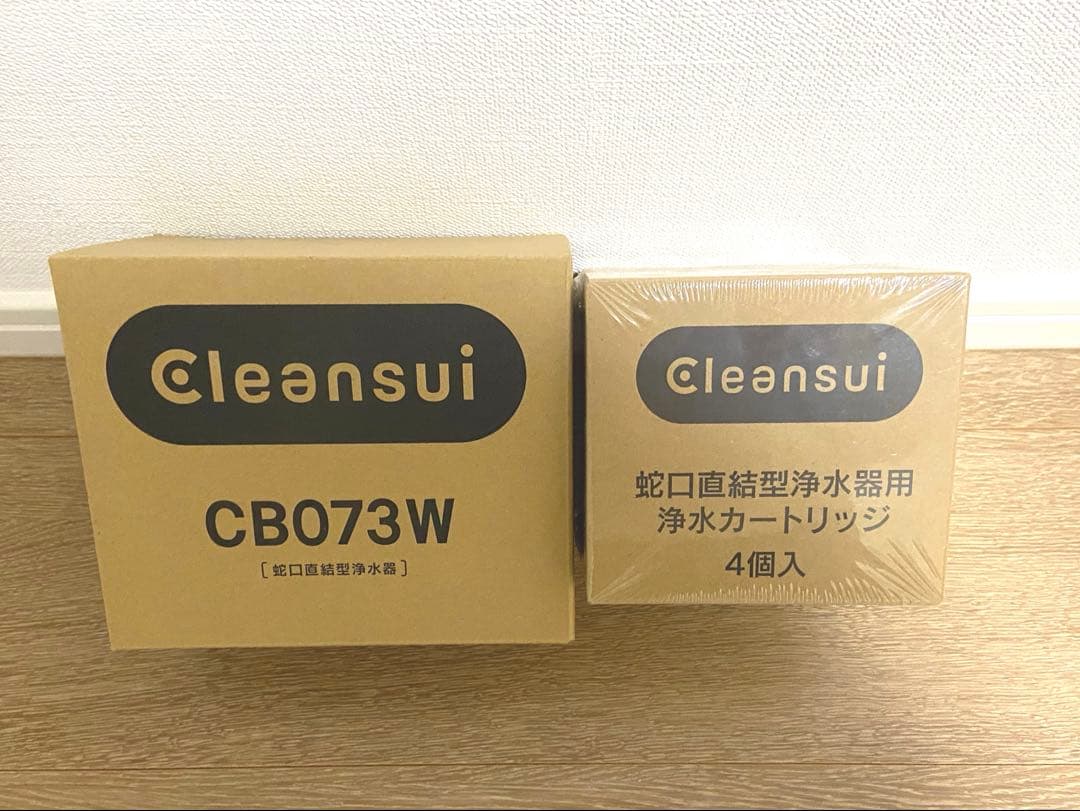 Cleansui
CB073W
[蛇口直結型浄水器]
Cleansui
蛇口直結型浄水器用
浄水カートリッジ
4個入